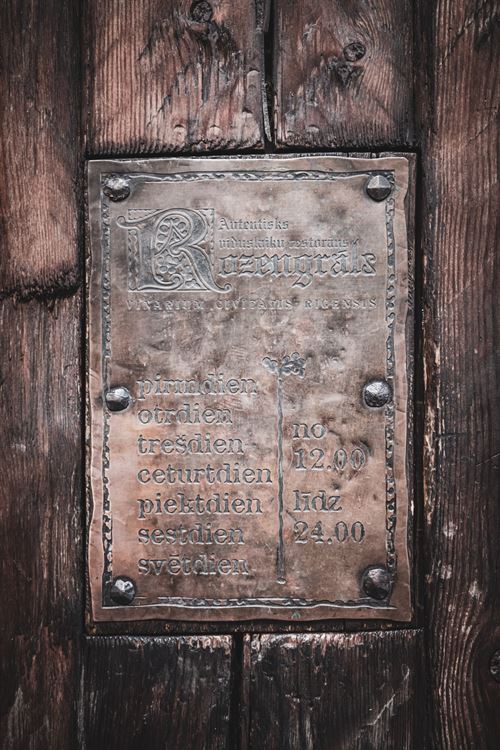 Autentisks
viduslaiku restorāns
Rozengrāls
VINARIUM CIVITATIS RIGENSIS
pirmdien
otrdien
trešdien
ceturtdien
piektdien
sestdien
svētdien
no
12.00
līdz
24.00